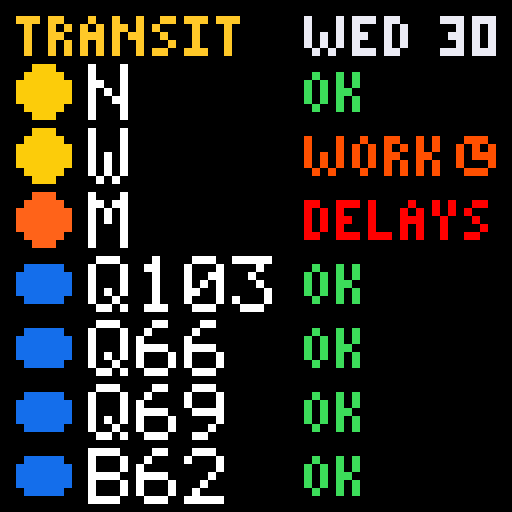 TRANSIT WED 30
N OK
W WORK
M DELAYS
Q103 OK
Q66 OK
Q69 OK
B62 OK